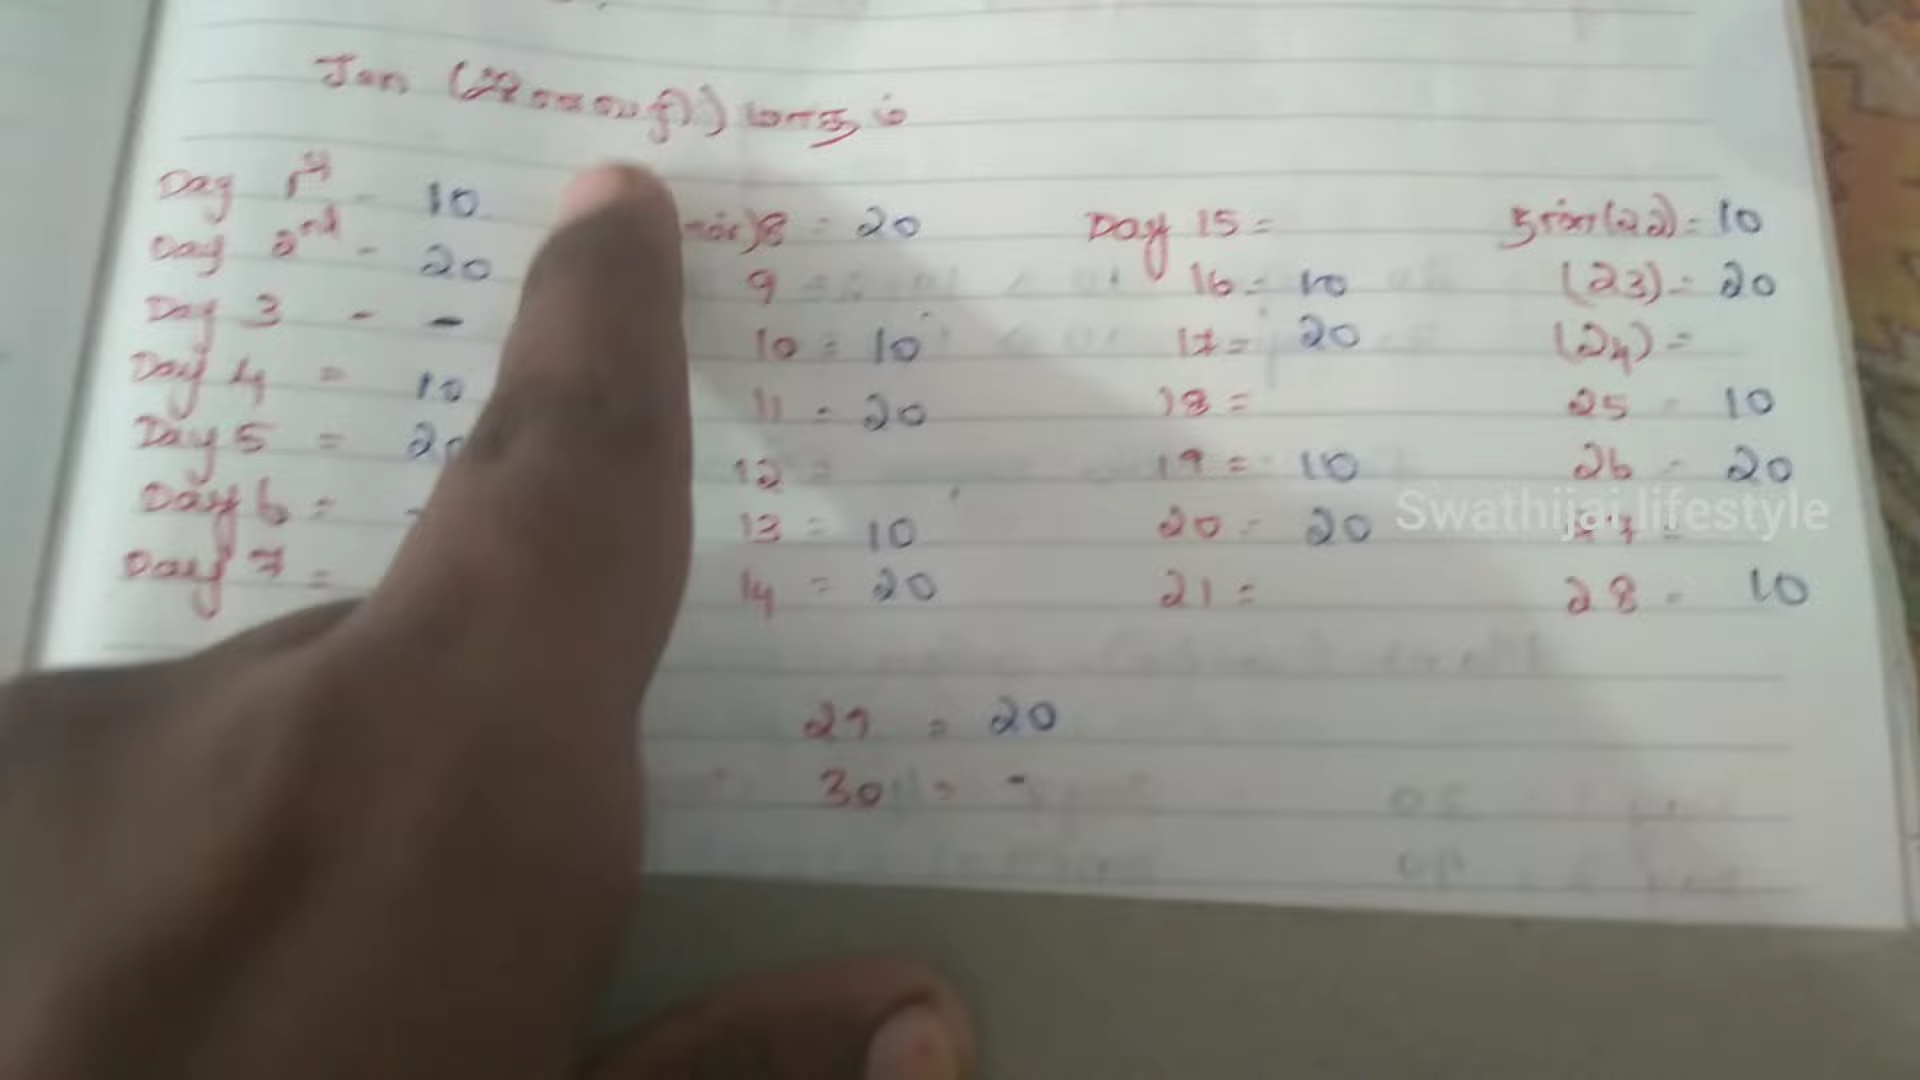 Jan (ஜனவரி) மாதம்
Day 1st - 10
Day 2nd - 20
Day 3 - -
Day 4 = 10
Day 5 = 20
Day 6 = -
Day 7 =
8 = 20
9 =
10 = 10
11 = 20
12 =
13 = 10
14 = 20
Day 15 =
16 = 10
17 = 20
18 =
19 = 10
20 = 20
21 =
நாள்(22) = 10
(23) = 20
(24) =
25 - 10
26 - 20
27 =
28 - 10
29 = 20
30 = -
Swathijai lifestyle